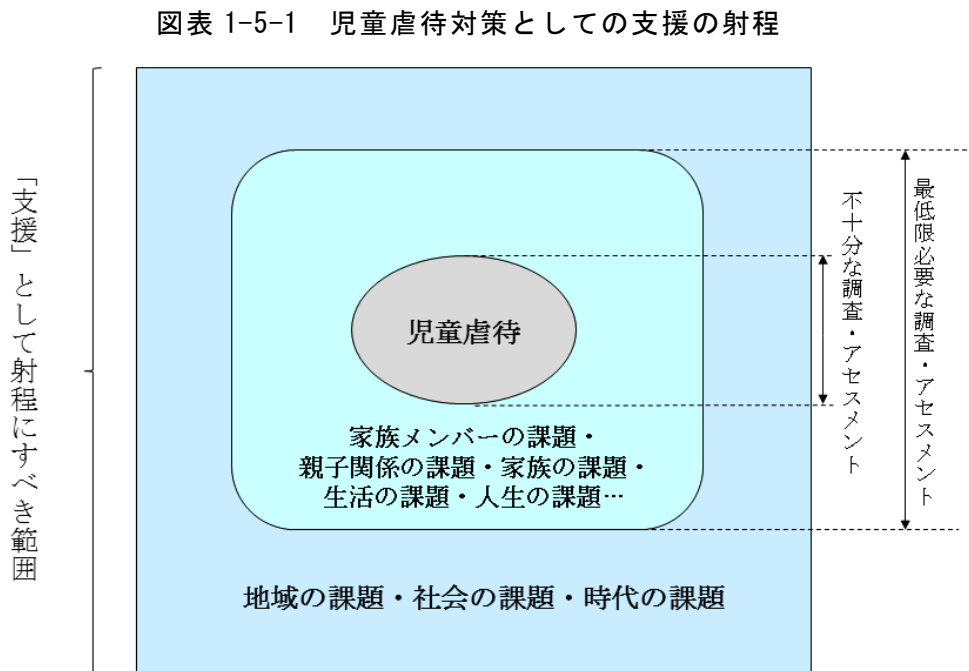 図表 1-5-1 児童虐待対策としての支援の射程
「支援」として射程にすべき範囲
児童虐待
家族メンバーの課題・
親子関係の課題・家族の課題・
生活の課題・人生の課題…
地域の課題・社会の課題・時代の課題
不十分な調査・アセスメント
最低限必要な調査・アセスメント